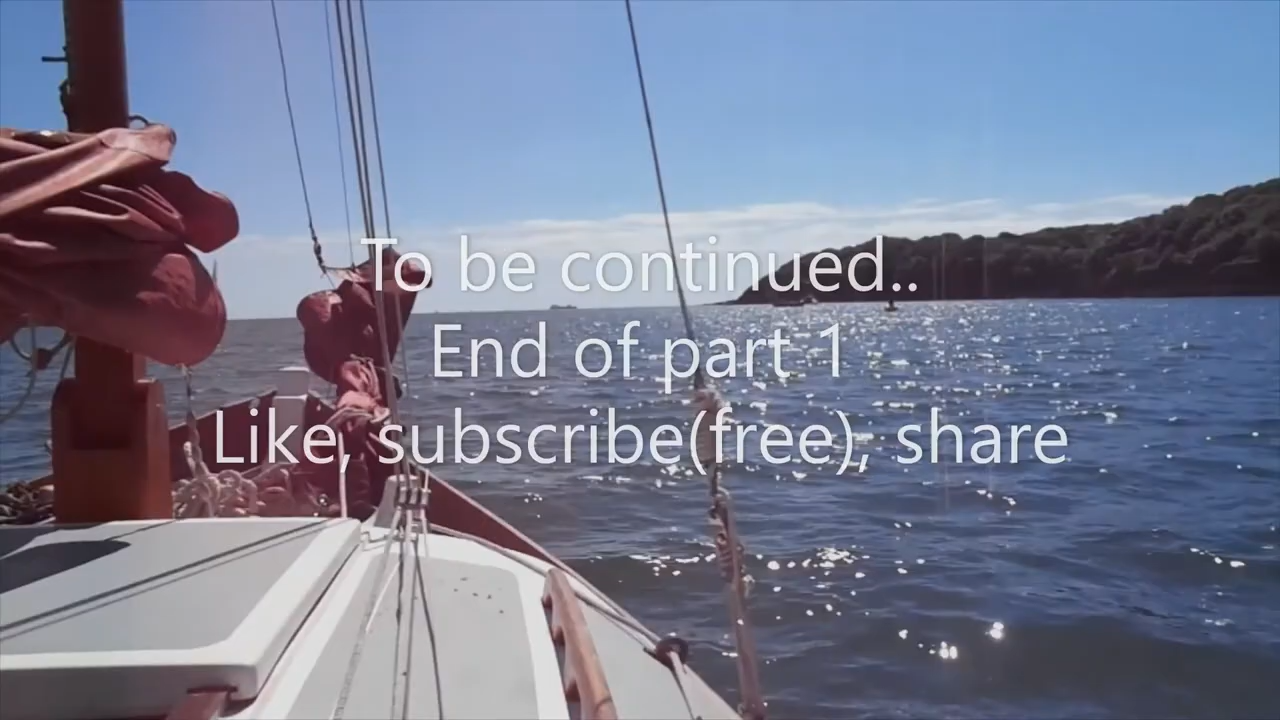 To be continued..
End of part 1
Like, subscribe(free), share